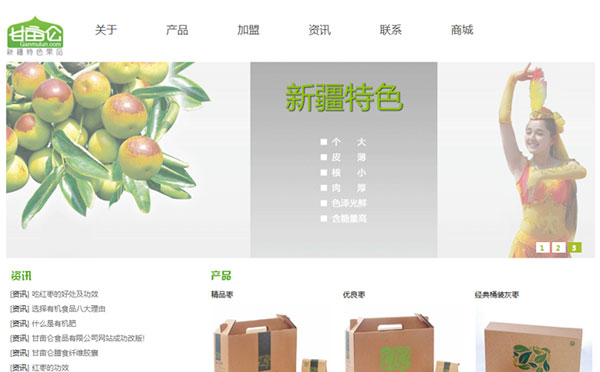 甘亩仑
Ganmulun.com
新疆特色果品
关于 产品 加盟 资讯 联系 商城
新疆特色
■ 个 大
■ 皮 薄
■ 核 小
■ 肉 厚
■ 色泽光鲜
■ 含糖量高
1 2 3
资讯
[资讯] 吃红枣的好处及功效
[资讯] 选择有机食品八大理由
[资讯] 什么是有机肥
[资讯] 甘亩仑食品有限公司网站成功改版!
[资讯] 甘亩仑膳食纤维胶囊
[资讯] 红枣的功效
产品
精品枣 优良枣 经典桶装灰枣